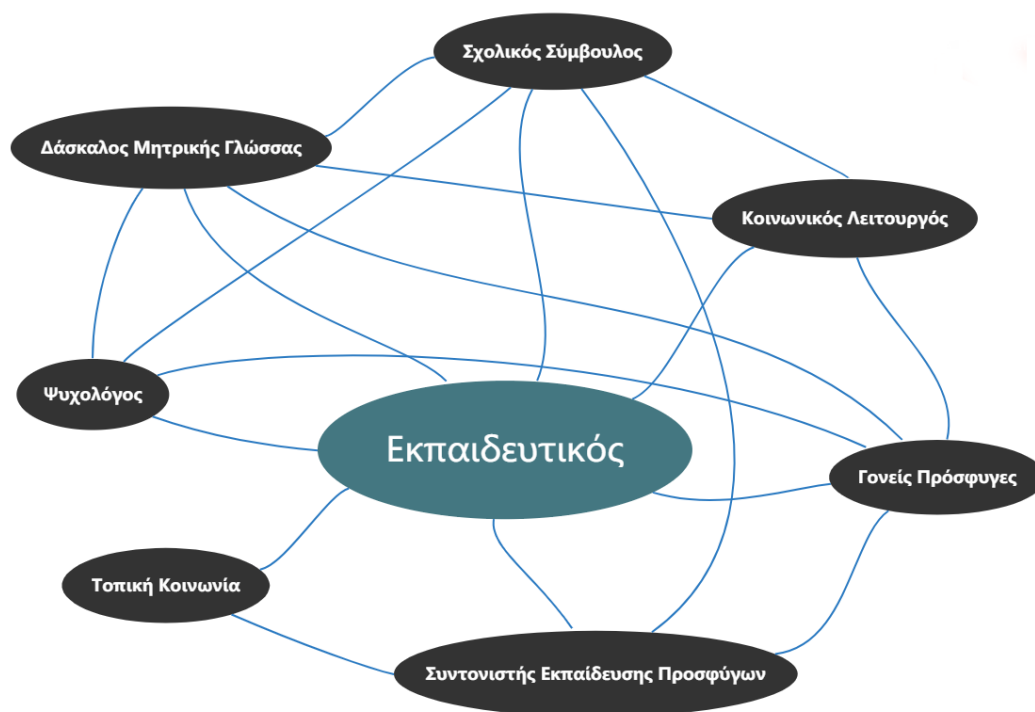 Σχολικός Σύμβουλος
Δάσκαλος Μητρικής Γλώσσας
Κοινωνικός Λειτουργός
Ψυχολόγος
Εκπαιδευτικός
Γονείς Πρόσφυγες
Τοπική Κοινωνία
Συντονιστής Εκπαίδευσης Προσφύγων